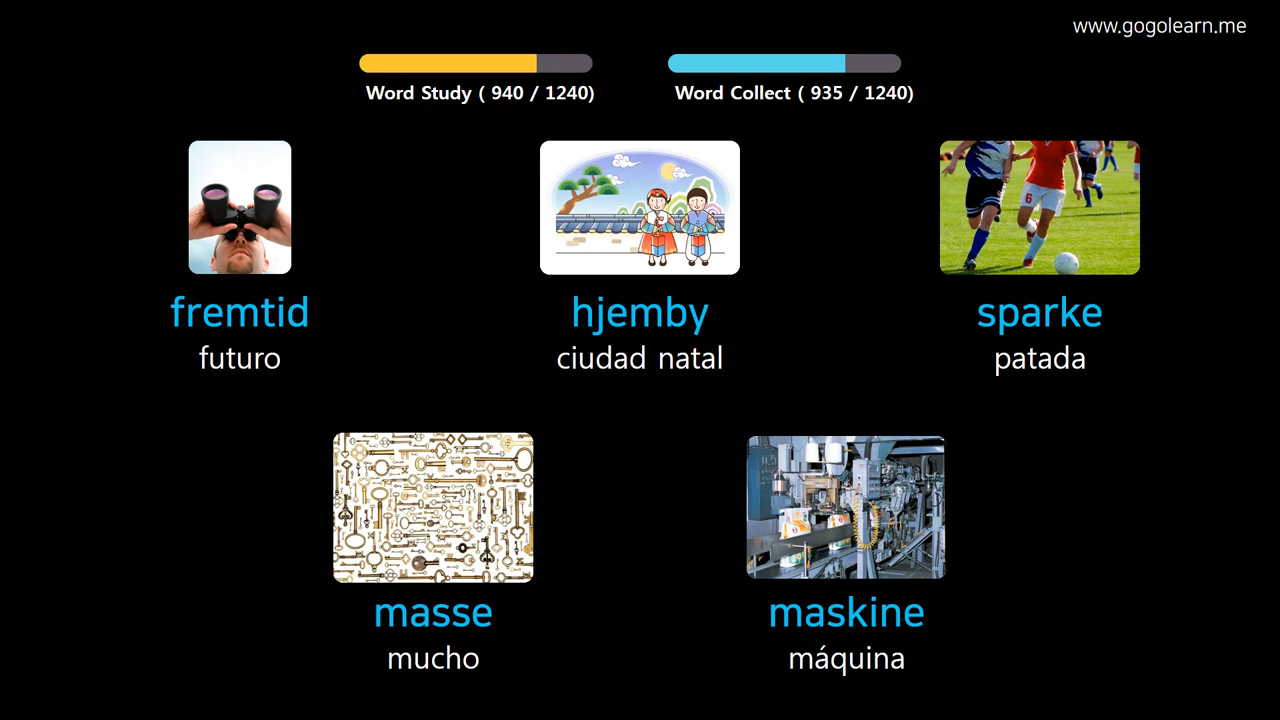 www.gogolearn.me
Word Study ( 940 / 1240)
Word Collect ( 935 / 1240)
fremtid
futuro
hjemby
ciudad natal
sparke
patada
masse
mucho
maskine
máquina